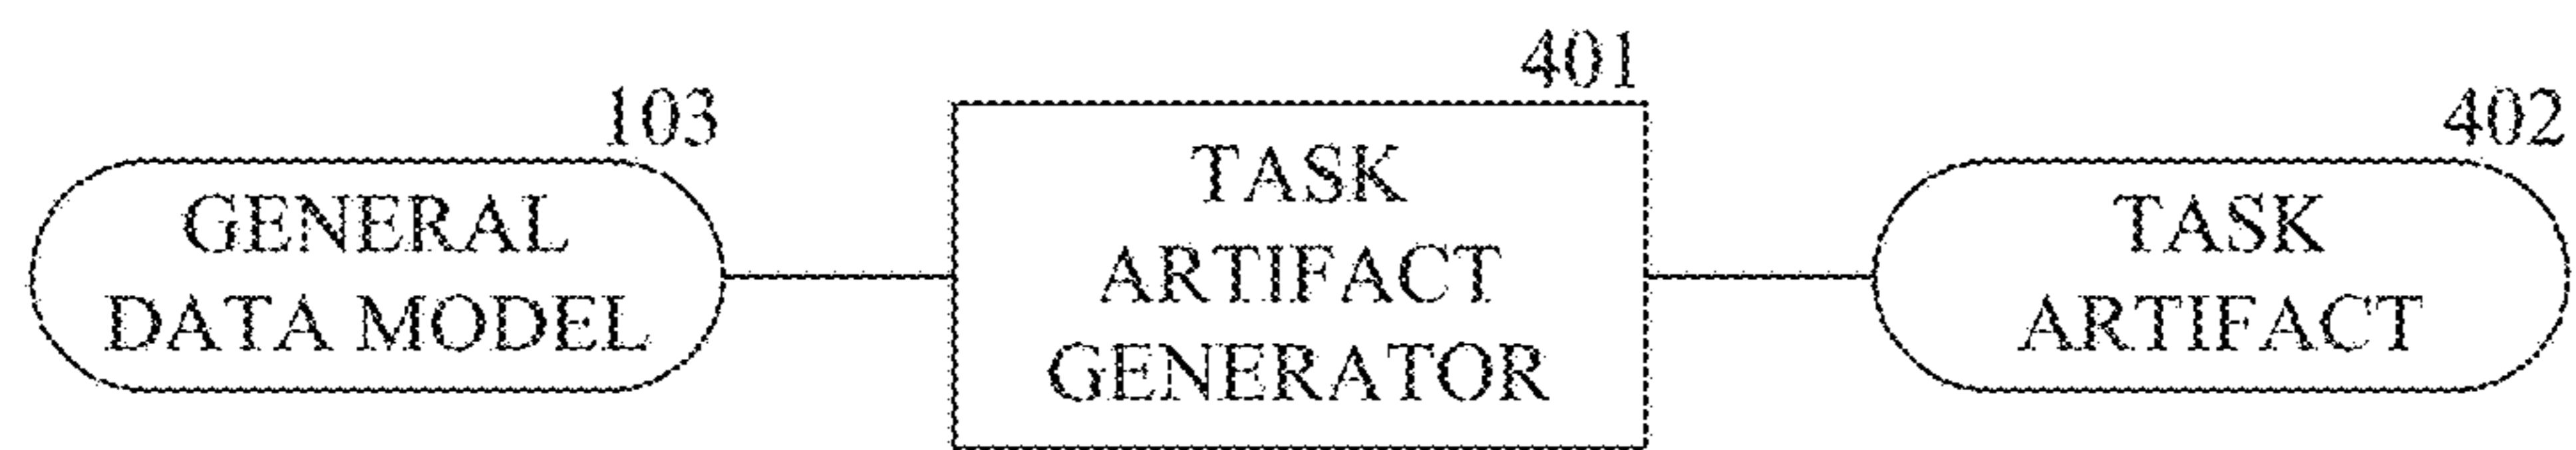 103
GENERAL
DATA MODEL
401
TASK
ARTIFACT
GENERATOR
402
TASK
ARTIFACT